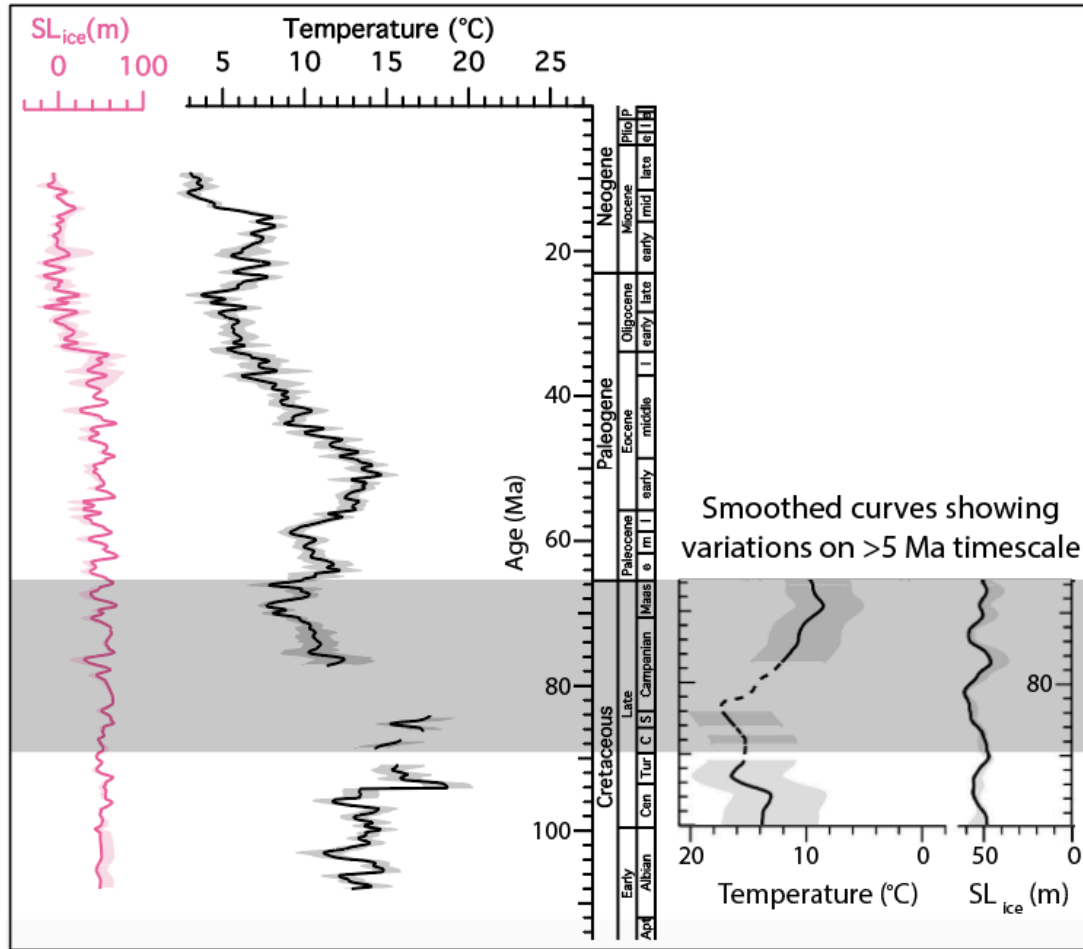 SLice(m)
Temperature (°C)
0
100
5
10
15
20
25
20
40
60
80
100
Age (Ma)
Neogene
Paleogene
Cretaceous
Plio
P
Miocene
Oligocene
Eocene
Paleocene
Late
Early
e
l
late
mid
early
late
early
l
middle
early
l
m
e
Maas
Campanian
S
C
Tur
Cen
Albian
Apt
Smoothed curves showing
variations on >5 Ma timescale
80
20
10
0
50
0
Temperature (°C)
SL ice (m)